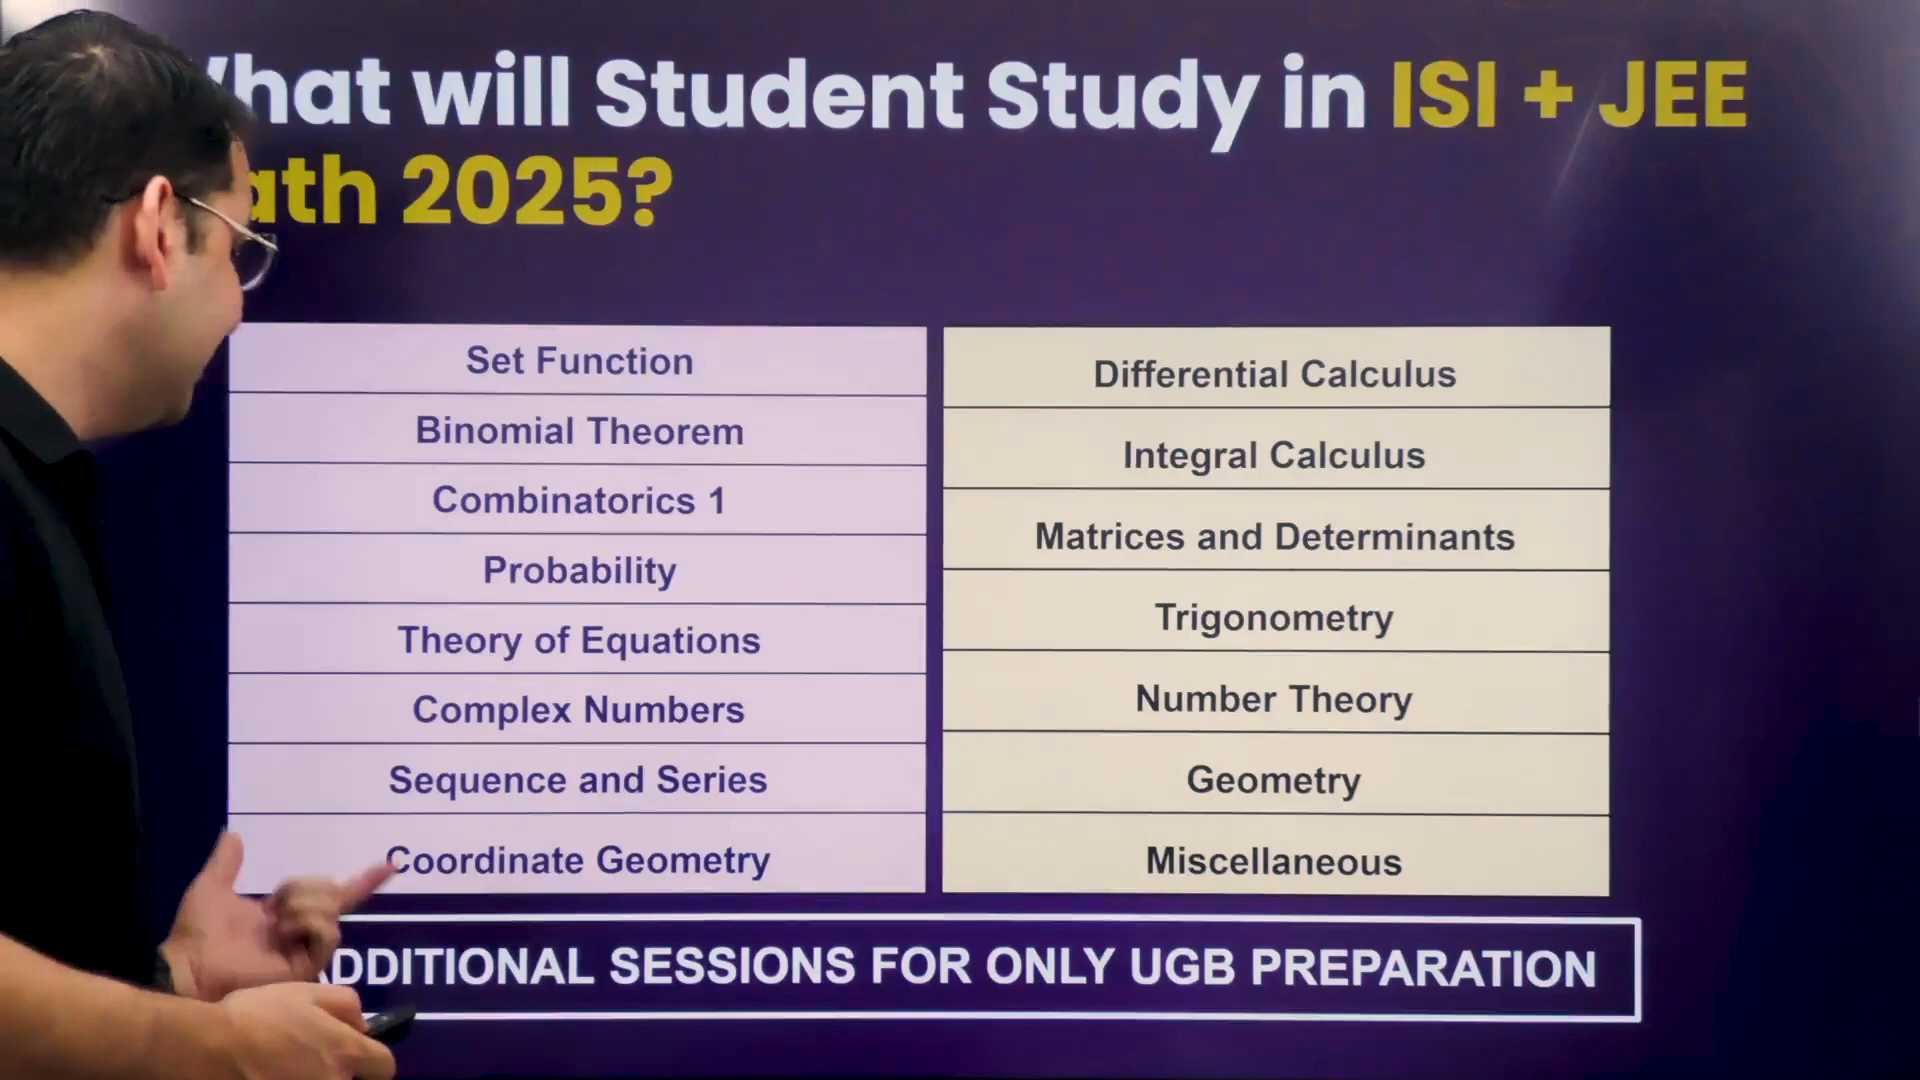 hat will Student Study in ISI + JEE
ath 2025?
Set Function
Binomial Theorem
Combinatorics 1
Probability
Theory of Equations
Complex Numbers
Sequence and Series
Coordinate Geometry
Differential Calculus
Integral Calculus
Matrices and Determinants
Trigonometry
Number Theory
Geometry
Miscellaneous
ADDITIONAL SESSIONS FOR ONLY UGB PREPARATION